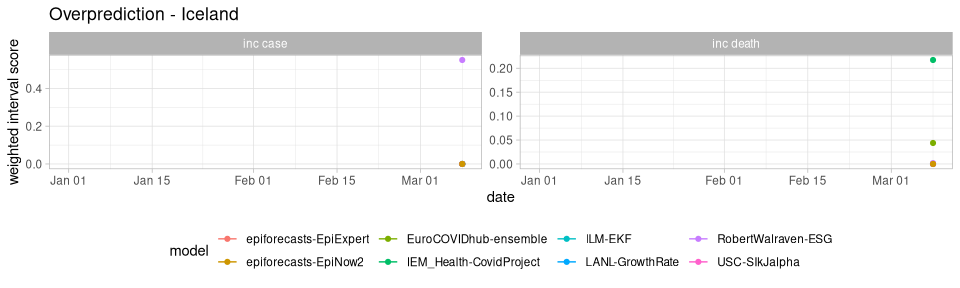 Overprediction - Iceland
inc case
inc death
weighted interval score
0.4
0.2
0.0
0.20
0.15
0.10
0.05
0.00
Jan 01 Jan 15 Feb 01 Feb 15 Mar 01
Jan 01 Jan 15 Feb 01 Feb 15 Mar 01
date
model
epiforecasts-EpiExpert EuroCOVIDhub-ensemble ILM-EKF RobertWalraven-ESG
epiforecasts-EpiNow2 IEM_Health-CovidProject LANL-GrowthRate USC-SIkJalpha